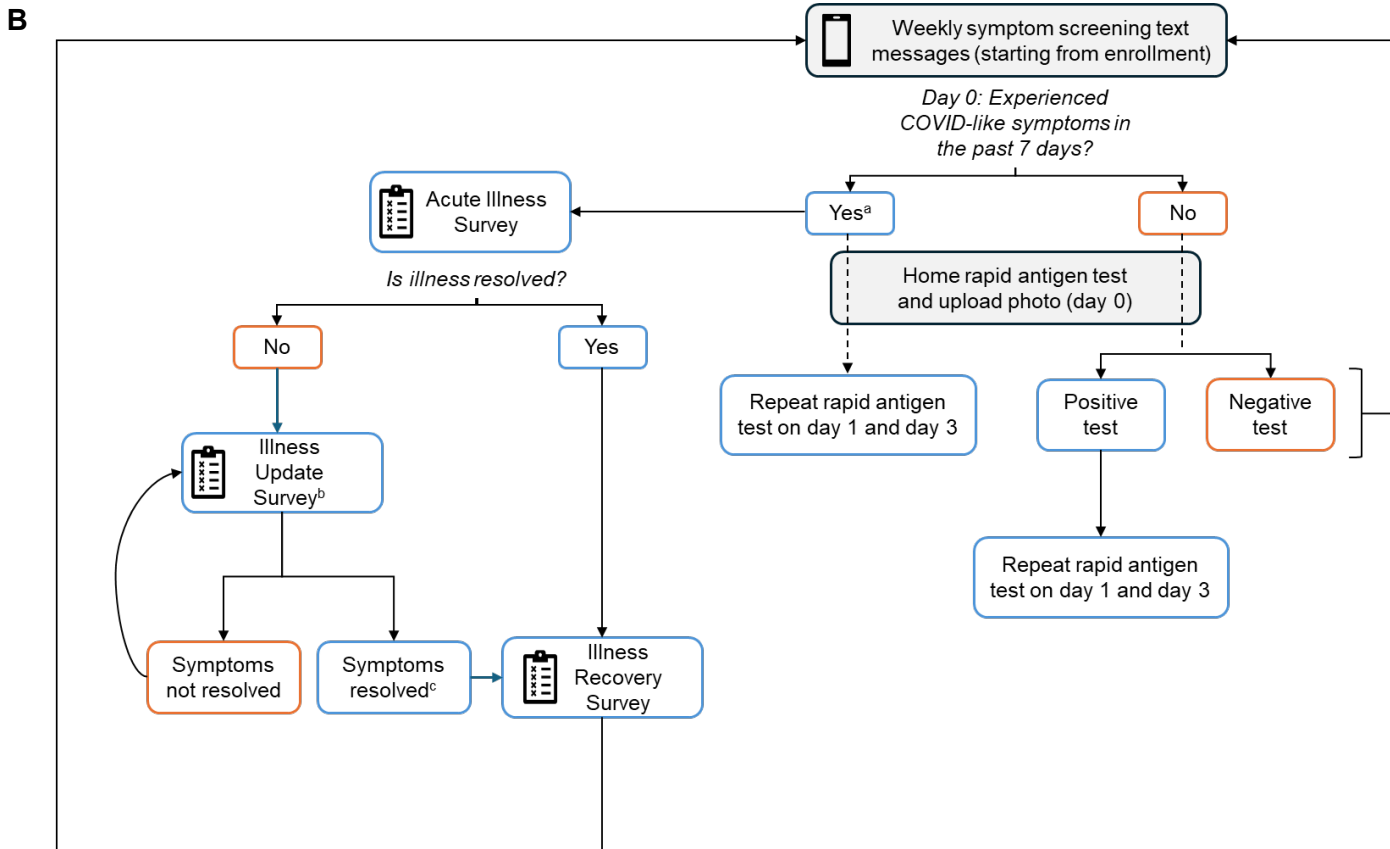 B
Weekly symptom screening text
messages (starting from enrollment)
Day 0: Experienced
COVID-like symptoms in
the past 7 days?
Acute Illness
Survey
Yesᵃ
No
Is illness resolved?
Home rapid antigen test
and upload photo (day 0)
No
Yes
Repeat rapid antigen
test on day 1 and day 3
Positive
test
Negative
test
Illness
Update
Surveyᵇ
Repeat rapid antigen
test on day 1 and day 3
Symptoms
not resolved
Symptoms
resolvedᶜ
Illness
Recovery
Survey